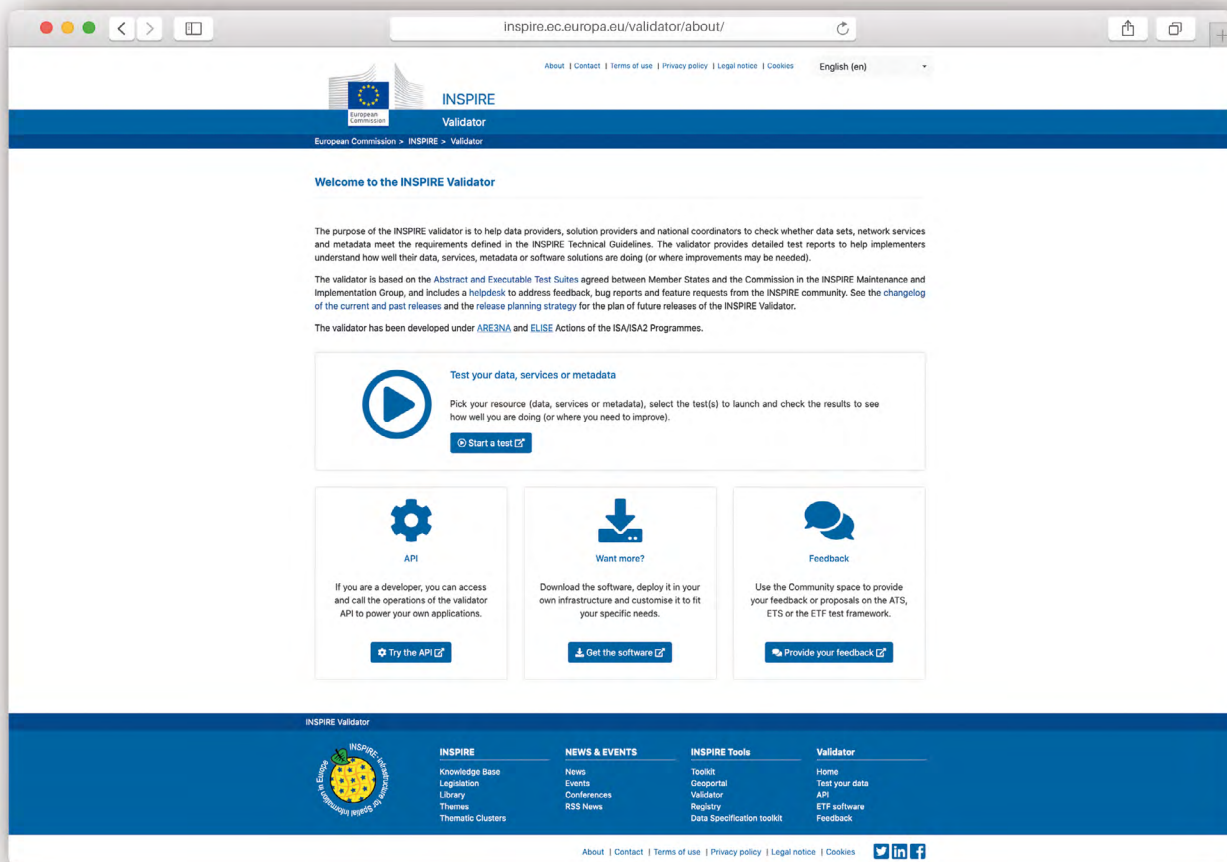 inspire.ec.europa.eu/validator/about/
About | Contact | Terms of use | Privacy policy | Legal notice | Cookies
English (en)
European
Commission
INSPIRE
Validator
European Commission > INSPIRE > Validator
Welcome to the INSPIRE Validator
The purpose of the INSPIRE validator is to help data providers, solution providers and national coordinators to check whether data sets, network services
and metadata meet the requirements defined in the INSPIRE Technical Guidelines. The validator provides detailed test reports to help implementers
understand how well their data, services, metadata or software solutions are doing (or where improvements may be needed).
The validator is based on the Abstract and Executable Test Suites agreed between Member States and the Commission in the INSPIRE Maintenance and
Implementation Group, and includes a helpdesk to address feedback, bug reports and feature requests from the INSPIRE community. See the changelog
of the current and past releases and the release planning strategy for the plan of future releases of the INSPIRE Validator.
The validator has been developed under ARE3NA and ELISE Actions of the ISA/ISA2 Programmes.
Test your data, services or metadata
Pick your resource (data, services or metadata), select the test(s) to launch and check the results to see
how well you are doing (or where you need to improve).
Start a test
API
If you are a developer, you can access
and call the operations of the validator
API to power your own applications.
Try the API
Want more?
Download the software, deploy it in your
own infrastructure and customise it to fit
your specific needs.
Get the software
Feedback
Use the Community space to provide
your feedback or proposals on the ATS,
ETS or the ETF test framework.
Provide your feedback
INSPIRE Validator
INSPIRE Infrastructure for Spatial Information in Europe
INSPIRE
Knowledge Base
Legislation
Library
Themes
Thematic Clusters
NEWS & EVENTS
News
Events
Conferences
RSS News
INSPIRE Tools
Toolkit
Geoportal
Validator
Registry
Data Specification toolkit
Validator
Home
Test your data
API
ETF software
Feedback
About | Contact | Terms of use | Privacy policy | Legal notice | Cookies